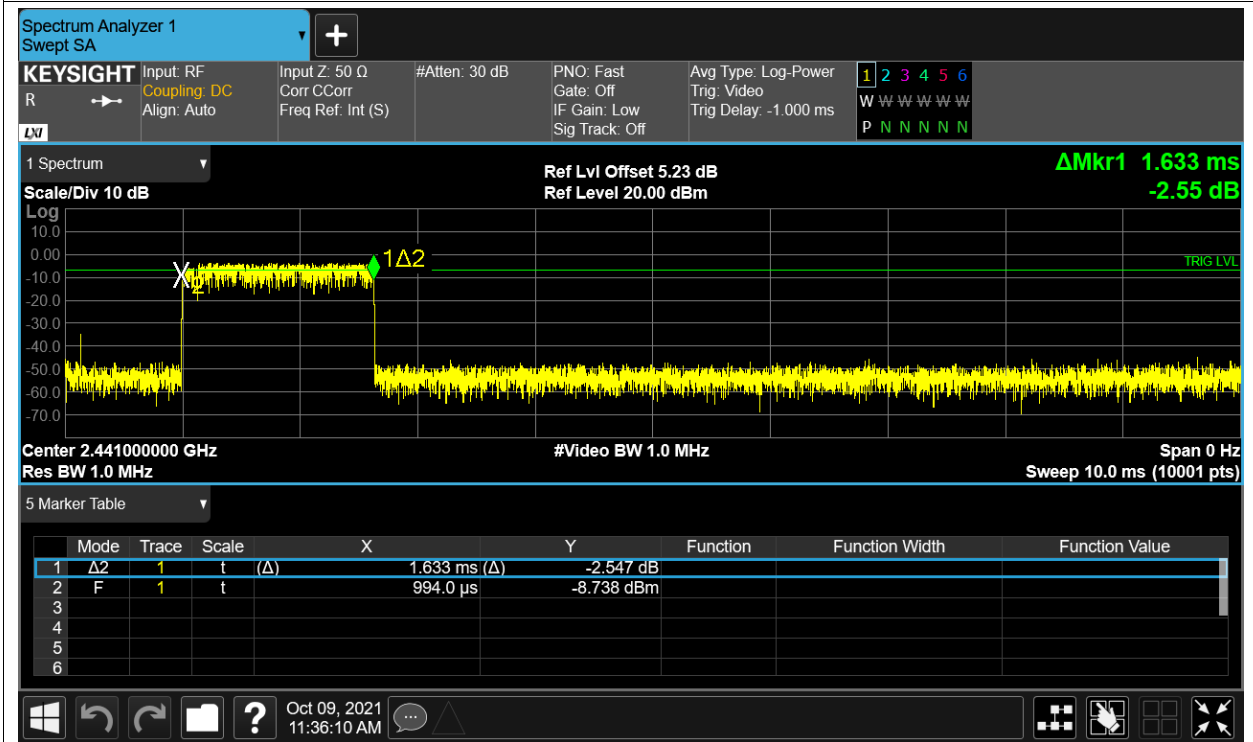 Spectrum Analyzer 1
Swept SA
KEYSIGHT
R
LXI
Input: RF
Coupling: DC
Align: Auto
Input Z: 50 Ω
Corr CCorr
Freq Ref: Int (S)
#Atten: 30 dB
PNO: Fast
Gate: Off
IF Gain: Low
Sig Track: Off
Avg Type: Log-Power
Trig: Video
Trig Delay: -1.000 ms
1 2 3 4 5 6
W W W W W W
P N N N N N
1 Spectrum
Scale/Div 10 dB
Ref Lvl Offset 5.23 dB
Ref Level 20.00 dBm
ΔMkr1 1.633 ms
-2.55 dB
Log
10.0
0.00
-10.0
-20.0
-30.0
-40.0
-50.0
-60.0
-70.0
2
1Δ2
TRIG LVL
Center 2.441000000 GHz
#Video BW 1.0 MHz
Span 0 Hz
Res BW 1.0 MHz
Sweep 10.0 ms (10001 pts)
5 Marker Table
Mode Trace Scale X Y Function Function Width Function Value
1 Δ2 1 t (Δ) 1.633 ms (Δ) -2.547 dB
2 F 1 t 994.0 µs -8.738 dBm
3
4
5
6
?
Oct 09, 2021
11:36:10 AM